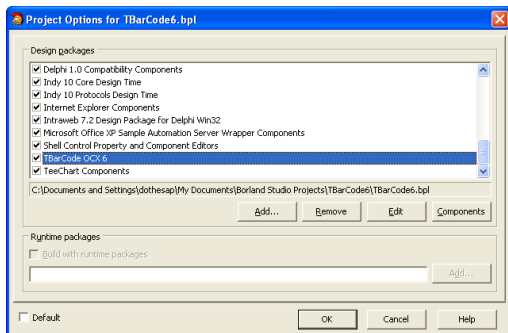 Project Options for TBarCode6.bpl
Design packages
Delphi 1.0 Compatibility Components
Indy 10 Core Design Time
Indy 10 Protocols Design Time
Internet Explorer Components
Intraweb 7.2 Design Package for Delphi Win32
Microsoft Office XP Sample Automation Server Wrapper Components
Shell Control Property and Component Editors
TBarCode OCX 6
TeeChart Components
C:\Documents and Settings\dothesap\My Documents\Borland Studio Projects\TBarCode6\TBarCode6.bpl
Add... Remove Edit Components
Runtime packages
Build with runtime packages
Add...
Default OK Cancel Help